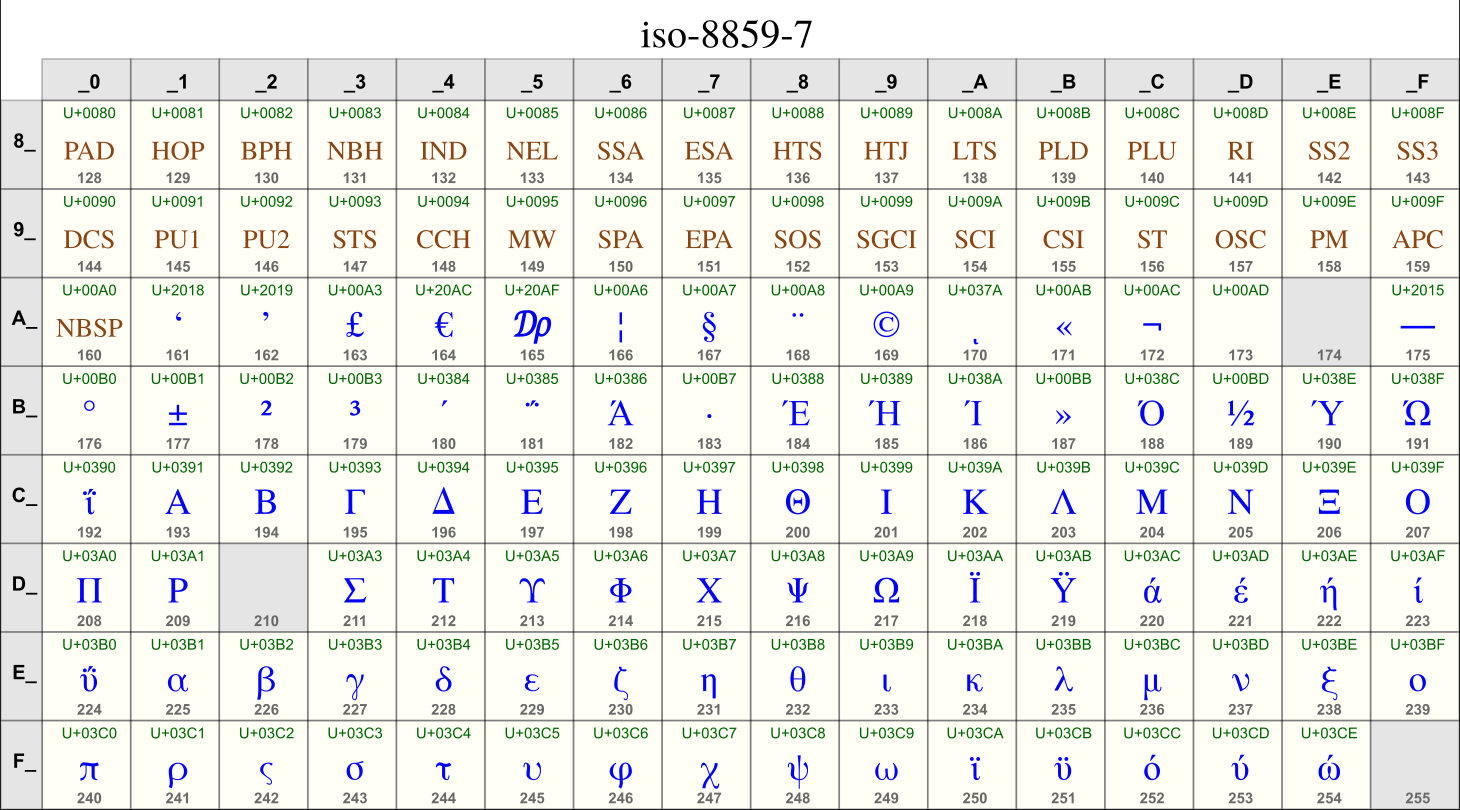 iso-8859-7
_0 _1 _2 _3 _4 _5 _6 _7 _8 _9 _A _B _C _D _E _F
U+0080 U+0081 U+0082 U+0083 U+0084 U+0085 U+0086 U+0087 U+0088 U+0089 U+008A U+008B U+008C U+008D U+008E U+008F
8_ PAD HOP BPH NBH IND NEL SSA ESA HTS HTJ LTS PLD PLU RI SS2 SS3
128 129 130 131 132 133 134 135 136 137 138 139 140 141 142 143
U+0090 U+0091 U+0092 U+0093 U+0094 U+0095 U+0096 U+0097 U+0098 U+0099 U+009A U+009B U+009C U+009D U+009E U+009F
9_ DCS PU1 PU2 STS CCH MW SPA EPA SOS SGCI SCI CSI ST OSC PM APC
144 145 146 147 148 149 150 151 152 153 154 155 156 157 158 159
U+00A0 U+2018 U+2019 U+00A3 U+20AC U+20AF U+00A6 U+00A7 U+00A8 U+00A9 U+037A U+00AB U+00AC U+00AD U+2015
A_ NBSP ‘ ’ £ € ₯ ¦ § ¨ © ͺ « ¬ ―
160 161 162 163 164 165 166 167 168 169 170 171 172 173 174 175
U+00B0 U+00B1 U+00B2 U+00B3 U+0384 U+0385 U+0386 U+00B7 U+0388 U+0389 U+038A U+00BB U+038C U+00BD U+038E U+038F
B_ ° ± ² ³ ΄ ΅ Ά · Έ Ή Ί » Ό ½ Ύ Ώ
176 177 178 179 180 181 182 183 184 185 186 187 188 189 190 191
U+0390 U+0391 U+0392 U+0393 U+0394 U+0395 U+0396 U+0397 U+0398 U+0399 U+039A U+039B U+039C U+039D U+039E U+039F
C_ ΐ Α Β Γ Δ Ε Ζ Η Θ Ι Κ Λ Μ Ν Ξ Ο
192 193 194 195 196 197 198 199 200 201 202 203 204 205 206 207
U+03A0 U+03A1 U+03A3 U+03A4 U+03A5 U+03A6 U+03A7 U+03A8 U+03A9 U+03AA U+03AB U+03AC U+03AD U+03AE U+03AF
D_ Π Ρ Σ Τ Υ Φ Χ Ψ Ω Ϊ Ϋ ά έ ή ί
208 209 210 211 212 213 214 215 216 217 218 219 220 221 222 223
U+03B0 U+03B1 U+03B2 U+03B3 U+03B4 U+03B5 U+03B6 U+03B7 U+03B8 U+03B9 U+03BA U+03BB U+03BC U+03BD U+03BE U+03BF
E_ ΰ α β γ δ ε ζ η θ ι κ λ μ ν ξ ο
224 225 226 227 228 229 230 231 232 233 234 235 236 237 238 239
U+03C0 U+03C1 U+03C2 U+03C3 U+03C4 U+03C5 U+03C6 U+03C7 U+03C8 U+03C9 U+03CA U+03CB U+03CC U+03CD U+03CE
F_ π ρ ς σ τ υ φ χ ψ ω ϊ ϋ ό ύ ώ
240 241 242 243 244 245 246 247 248 249 250 251 252 253 254 255